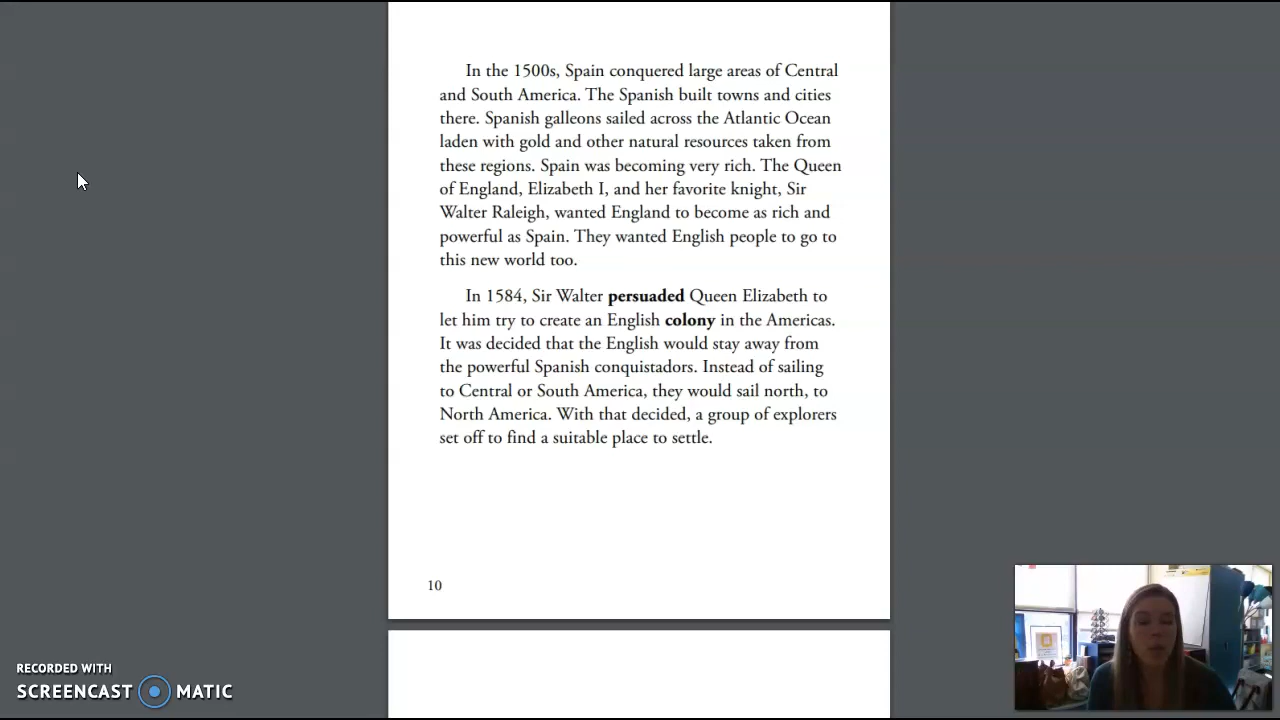 In the 1500s, Spain conquered large areas of Central
and South America. The Spanish built towns and cities
there. Spanish galleons sailed across the Atlantic Ocean
laden with gold and other natural resources taken from
these regions. Spain was becoming very rich. The Queen
of England, Elizabeth I, and her favorite knight, Sir
Walter Raleigh, wanted England to become as rich and
powerful as Spain. They wanted English people to go to
this new world too.
In 1584, Sir Walter persuaded Queen Elizabeth to
let him try to create an English colony in the Americas.
It was decided that the English would stay away from
the powerful Spanish conquistadors. Instead of sailing
to Central or South America, they would sail north, to
North America. With that decided, a group of explorers
set off to find a suitable place to settle.
10
RECORDED WITH
SCREENCAST MATIC